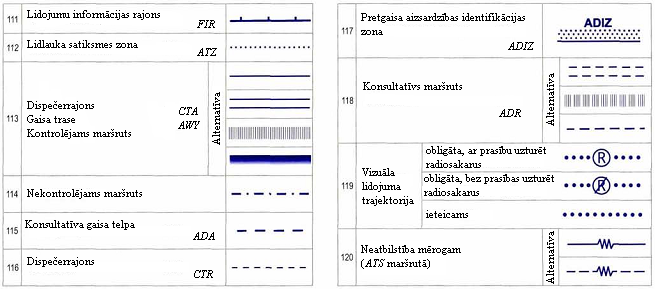 111 Lidojumu informācijas rajons
FIR
112 Lidlauka satiksmes zona
ATZ
113 Dispečerrajons CTA
Gaisa trase AWY
Kontrolējams maršruts
Alternatīva
114 Nekontrolējams maršruts
115 Konsultatīva gaisa telpa
ADA
116 Dispečerrajons
CTR
117 Pretgaisa aizsardzības identifikācijas
zona
ADIZ
ADIZ
118 Konsultatīvs maršruts
ADR
Alternatīva
119 Vizuāla
lidojuma
trajektorija
obligāta, ar prasību uzturēt
radiosakarus
R
obligāta, bez prasības uzturēt
radiosakarus
R
ieteicams
120 Neatbilstība mērogam
(ATS maršrutā)
Alternatīva